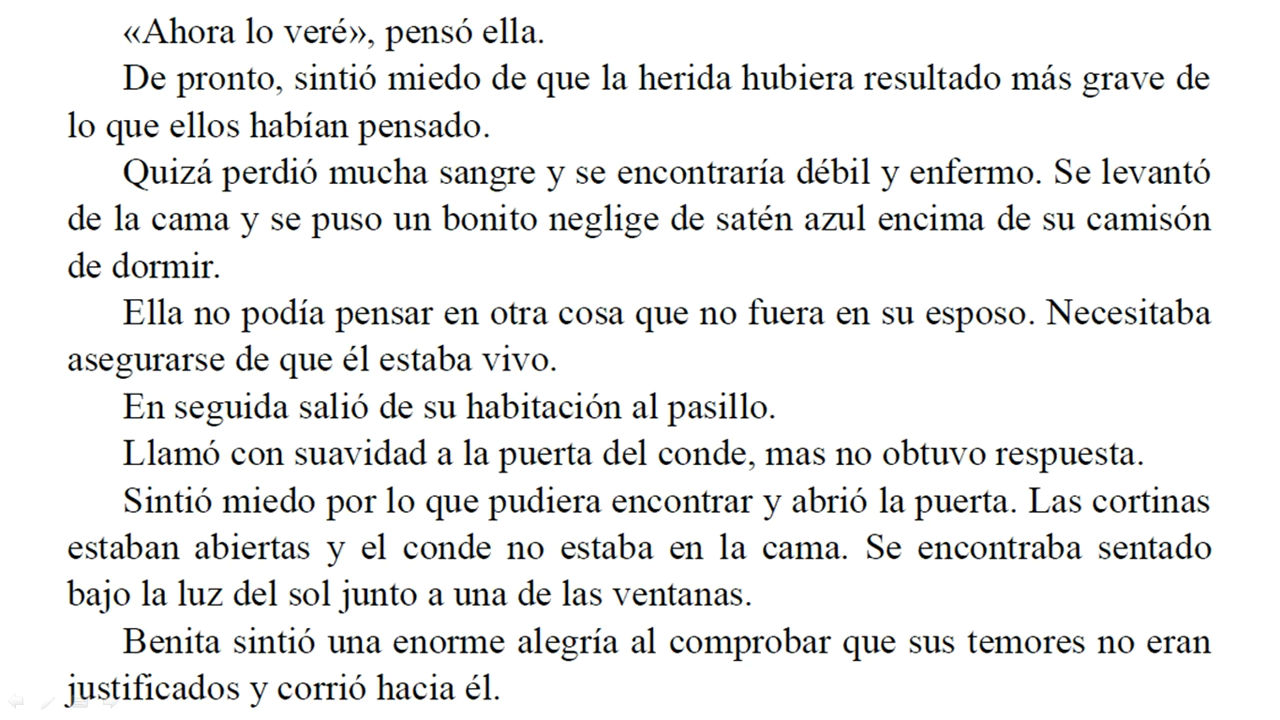 «Ahora lo veré», pensó ella.
De pronto, sintió miedo de que la herida hubiera resultado más grave de
lo que ellos habían pensado.
Quizá perdió mucha sangre y se encontraría débil y enfermo. Se levantó
de la cama y se puso un bonito neglige de satén azul encima de su camisón
de dormir.
Ella no podía pensar en otra cosa que no fuera en su esposo. Necesitaba
asegurarse de que él estaba vivo.
En seguida salió de su habitación al pasillo.
Llamó con suavidad a la puerta del conde, mas no obtuvo respuesta.
Sintió miedo por lo que pudiera encontrar y abrió la puerta. Las cortinas
estaban abiertas y el conde no estaba en la cama. Se encontraba sentado
bajo la luz del sol junto a una de las ventanas.
Benita sintió una enorme alegría al comprobar que sus temores no eran
justificados y corrió hacia él.